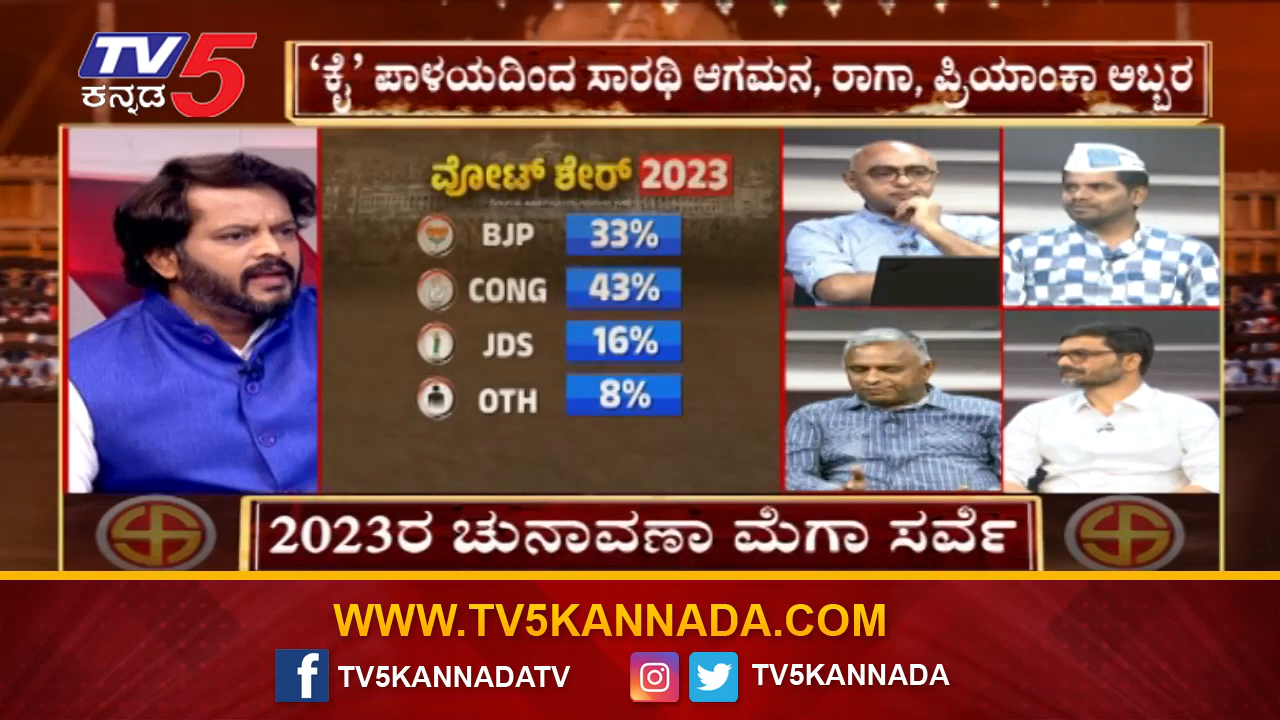 TV5
ಕನ್ನಡ
‘ಕೈ’ ಪಾಳಯದಿಂದ ಸಾರಥಿ ಆಗಮನ, ರಾಗಾ, ಪ್ರಿಯಾಂಕಾ ಅಬ್ಬರ
ವೋಟ್ ಶೇರ್ 2023
BJP 33%
CONG 43%
JDS 16%
OTH 8%
2023ರ ಚುನಾವಣಾ ಮೆಗಾ ಸರ್ವೆ
WWW.TV5KANNADA.COM
f TV5KANNADATV
TV5KANNADA